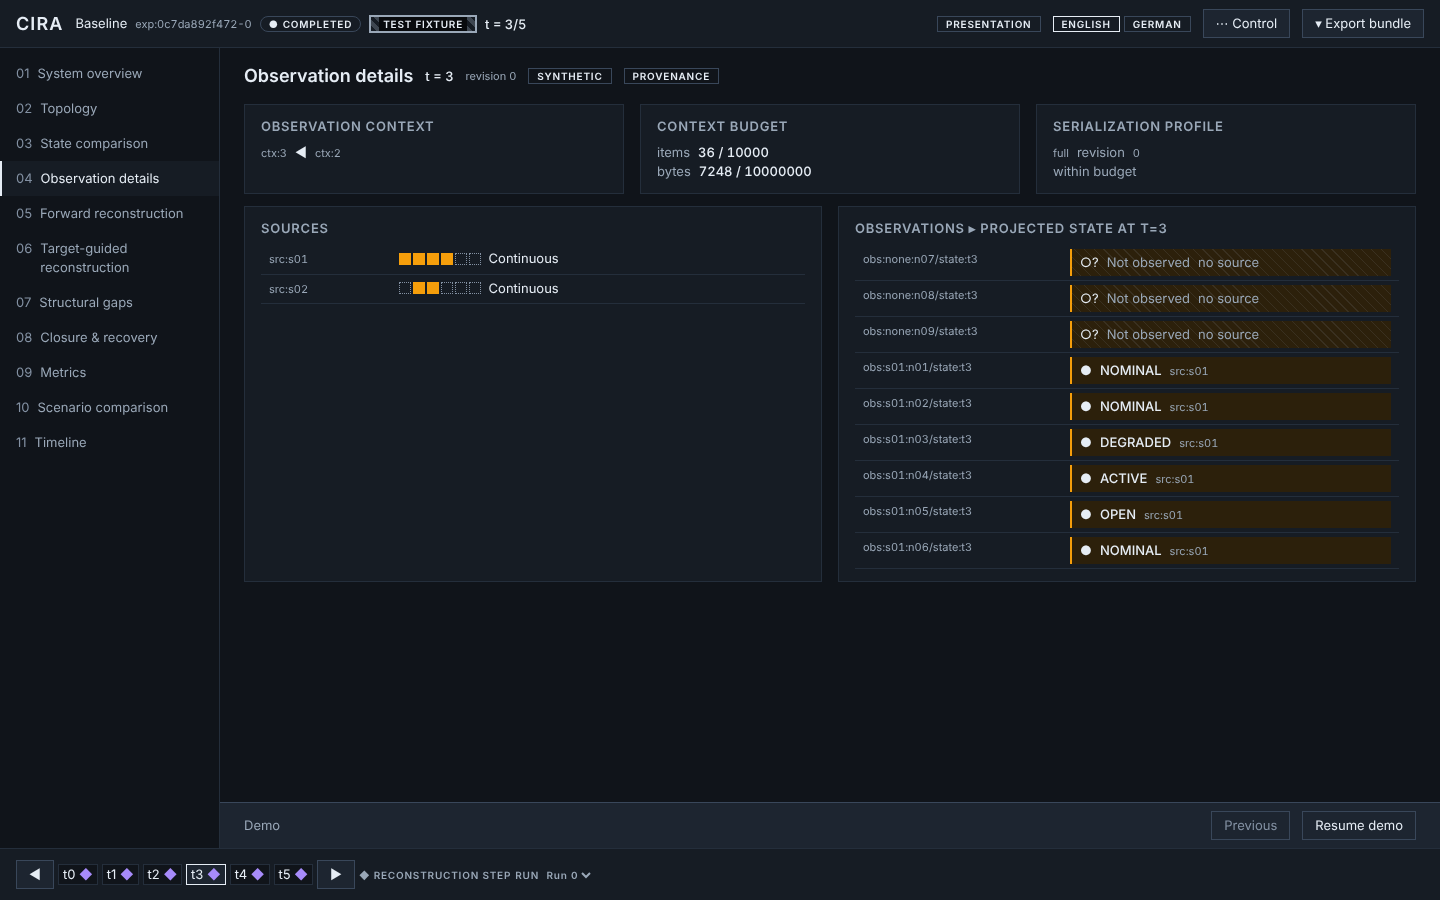 CIRA Baseline exp:0c7da892f472-0 COMPLETED TEST FIXTURE t = 3/5 PRESENTATION ENGLISH GERMAN ··· Control ▾ Export bundle
01 System overview
02 Topology
03 State comparison
04 Observation details
05 Forward reconstruction
06 Target-guided
reconstruction
07 Structural gaps
08 Closure & recovery
09 Metrics
10 Scenario comparison
11 Timeline
Observation details t = 3 revision 0 SYNTHETIC PROVENANCE
OBSERVATION CONTEXT
ctx:3 ◀ ctx:2
CONTEXT BUDGET
items 36 / 10000
bytes 7248 / 10000000
SERIALIZATION PROFILE
full revision 0
within budget
SOURCES
src:s01 Continuous
src:s02 Continuous
OBSERVATIONS ▸ PROJECTED STATE AT T=3
obs:none:n07/state:t3 ○? Not observed no source
obs:none:n08/state:t3 ○? Not observed no source
obs:none:n09/state:t3 ○? Not observed no source
obs:s01:n01/state:t3 ● NOMINAL src:s01
obs:s01:n02/state:t3 ● NOMINAL src:s01
obs:s01:n03/state:t3 ● DEGRADED src:s01
obs:s01:n04/state:t3 ● ACTIVE src:s01
obs:s01:n05/state:t3 ● OPEN src:s01
obs:s01:n06/state:t3 ● NOMINAL src:s01
Demo Previous Resume demo
◀ t0 ◆ t1 ◆ t2 ◆ t3 ◆ t4 ◆ t5 ◆ ▶ ◆ RECONSTRUCTION STEP RUN Run 0